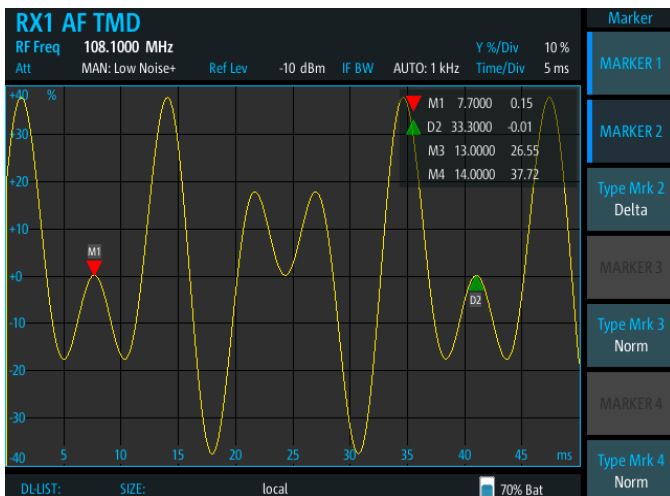 RX1 AF TMD
RF Freq 108.1000 MHz Y %/Div 10 %
Att MAN: Low Noise+ Ref Lev -10 dBm IF BW AUTO: 1 kHz Time/Div 5 ms
+40 %
+30
+20
+10
+0
-10
-20
-30
-40 5 10 15 20 25 30 35 40 45 ms
M1 7.7000 0.15
D2 33.3000 -0.01
M3 13.0000 26.55
M4 14.0000 37.72
M1
D2
DL-LIST: SIZE: local 70% Bat
Marker
MARKER 1
MARKER 2
Type Mrk 2
Delta
MARKER 3
Type Mrk 3
Norm
MARKER 4
Type Mrk 4
Norm